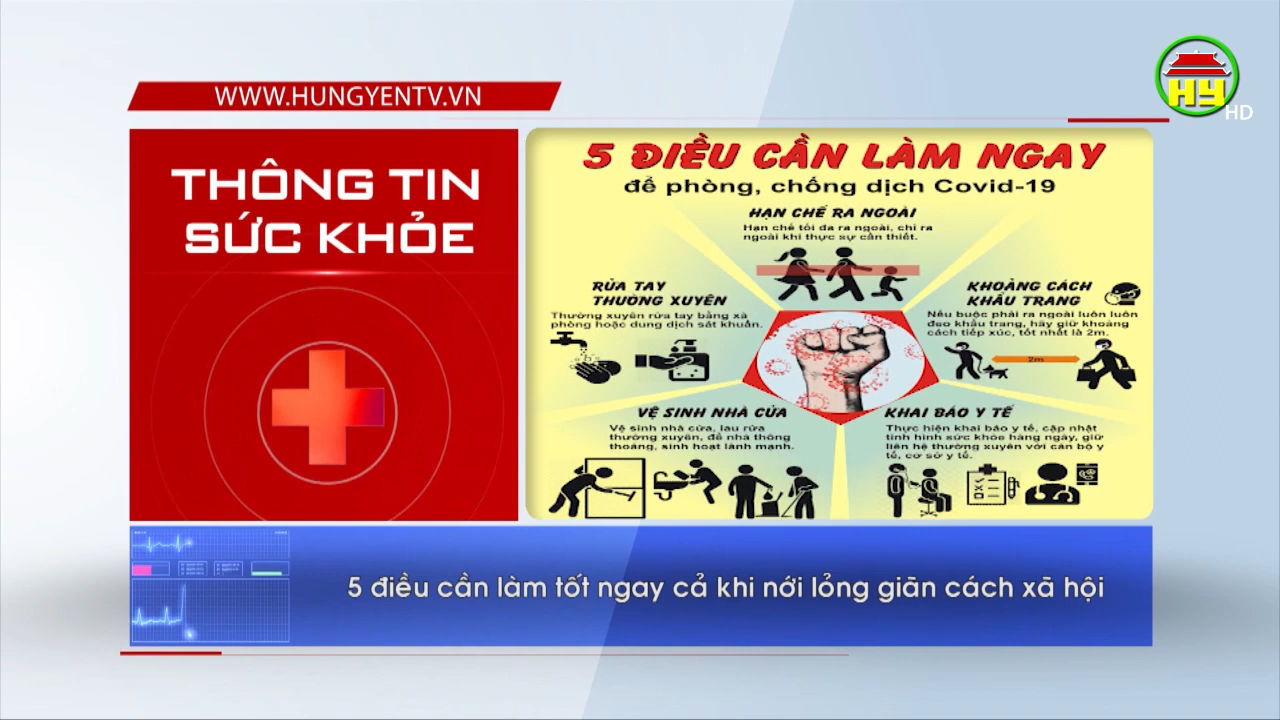 WWW.HUNGYENTV.VN
HY
HD
THÔNG TIN
SỨC KHỎE
5 ĐIỀU CẦN LÀM NGAY
để phòng, chống dịch Covid-19
HẠN CHẾ RA NGOÀI
Hạn chế tối đa ra ngoài, chỉ ra
ngoài khi thực sự cần thiết.
RỬA TAY
THƯỜNG XUYÊN
Thường xuyên rửa tay bằng xà
phòng hoặc dung dịch sát khuẩn.
KHOẢNG CÁCH
KHẨU TRANG
Nếu buộc phải ra ngoài luôn luôn
đeo khẩu trang, hãy giữ khoảng
cách tiếp xúc, tốt nhất là 2m.
2m
VỆ SINH NHÀ CỬA
Vệ sinh nhà cửa, lau rửa
thường xuyên, để nhà thông
thoáng, sinh hoạt lành mạnh.
KHAI BÁO Y TẾ
Thực hiện khai báo y tế, cập nhật
tình hình sức khỏe hàng ngày, giữ
liên hệ thường xuyên với cán bộ y
tế, cơ sở y tế.
5 điều cần làm tốt ngay cả khi nới lỏng giãn cách xã hội